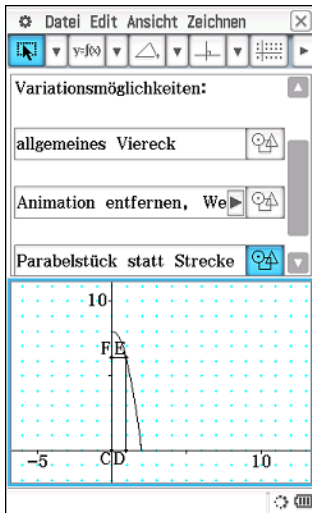 Datei Edit Ansicht Zeichnen
y=f(x)
Variationsmöglichkeiten:
allgemeines Viereck
Animation entfernen, We
Parabelstück statt Strecke
10
F E
-5 C D 10